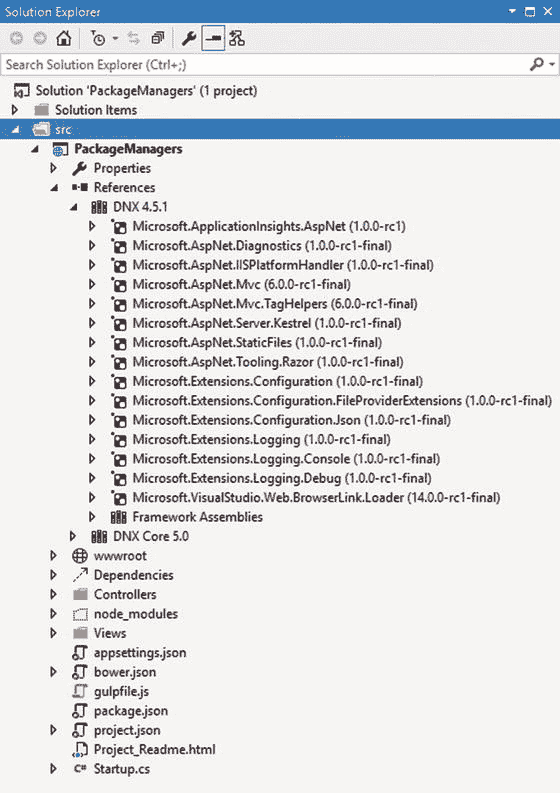 Solution Explorer
Search Solution Explorer (Ctrl+;)
Solution 'PackageManagers' (1 project)
Solution Items
src
PackageManagers
Properties
References
DNX 4.5.1
Microsoft.ApplicationInsights.AspNet (1.0.0-rc1)
Microsoft.AspNet.Diagnostics (1.0.0-rc1-final)
Microsoft.AspNet.IISPlatformHandler (1.0.0-rc1-final)
Microsoft.AspNet.Mvc (6.0.0-rc1-final)
Microsoft.AspNet.Mvc.TagHelpers (6.0.0-rc1-final)
Microsoft.AspNet.Server.Kestrel (1.0.0-rc1-final)
Microsoft.AspNet.StaticFiles (1.0.0-rc1-final)
Microsoft.AspNet.Tooling.Razor (1.0.0-rc1-final)
Microsoft.Extensions.Configuration (1.0.0-rc1-final)
Microsoft.Extensions.Configuration.FileProviderExtensions (1.0.0-rc1-final)
Microsoft.Extensions.Configuration.Json (1.0.0-rc1-final)
Microsoft.Extensions.Logging (1.0.0-rc1-final)
Microsoft.Extensions.Logging.Console (1.0.0-rc1-final)
Microsoft.Extensions.Logging.Debug (1.0.0-rc1-final)
Microsoft.VisualStudio.Web.BrowserLink.Loader (14.0.0-rc1-final)
Framework Assemblies
DNX Core 5.0
wwwroot
Dependencies
Controllers
node_modules
Views
appsettings.json
bower.json
gulpfile.js
package.json
project.json
Project_Readme.html
C# Startup.cs